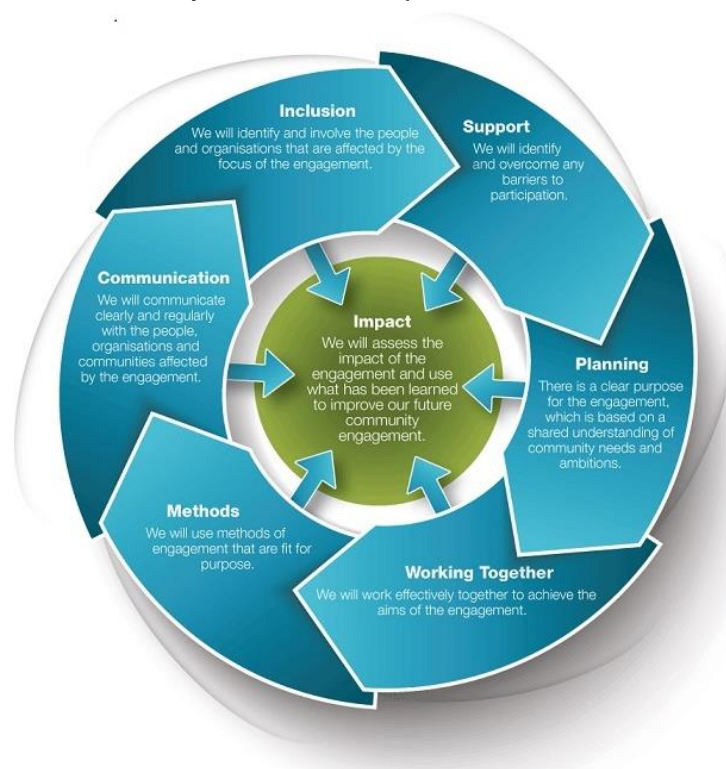 Inclusion
We will identify and involve the people
and organisations that are affected by the
focus of the engagement.
Support
We will identify
and overcome any
barriers to
participation.
Planning
There is a clear purpose
for the engagement,
which is based on a
shared understanding of
community needs and
ambitions.
Working Together
We will work effectively together to achieve the
aims of the engagement.
Methods
We will use methods of
engagement that are fit for
purpose.
Communication
We will communicate
clearly and regularly
with the people,
organisations and
communities affected
by the engagement.
Impact
We will assess the
impact of the
engagement and use
what has been learned
to improve our future
community
engagement.